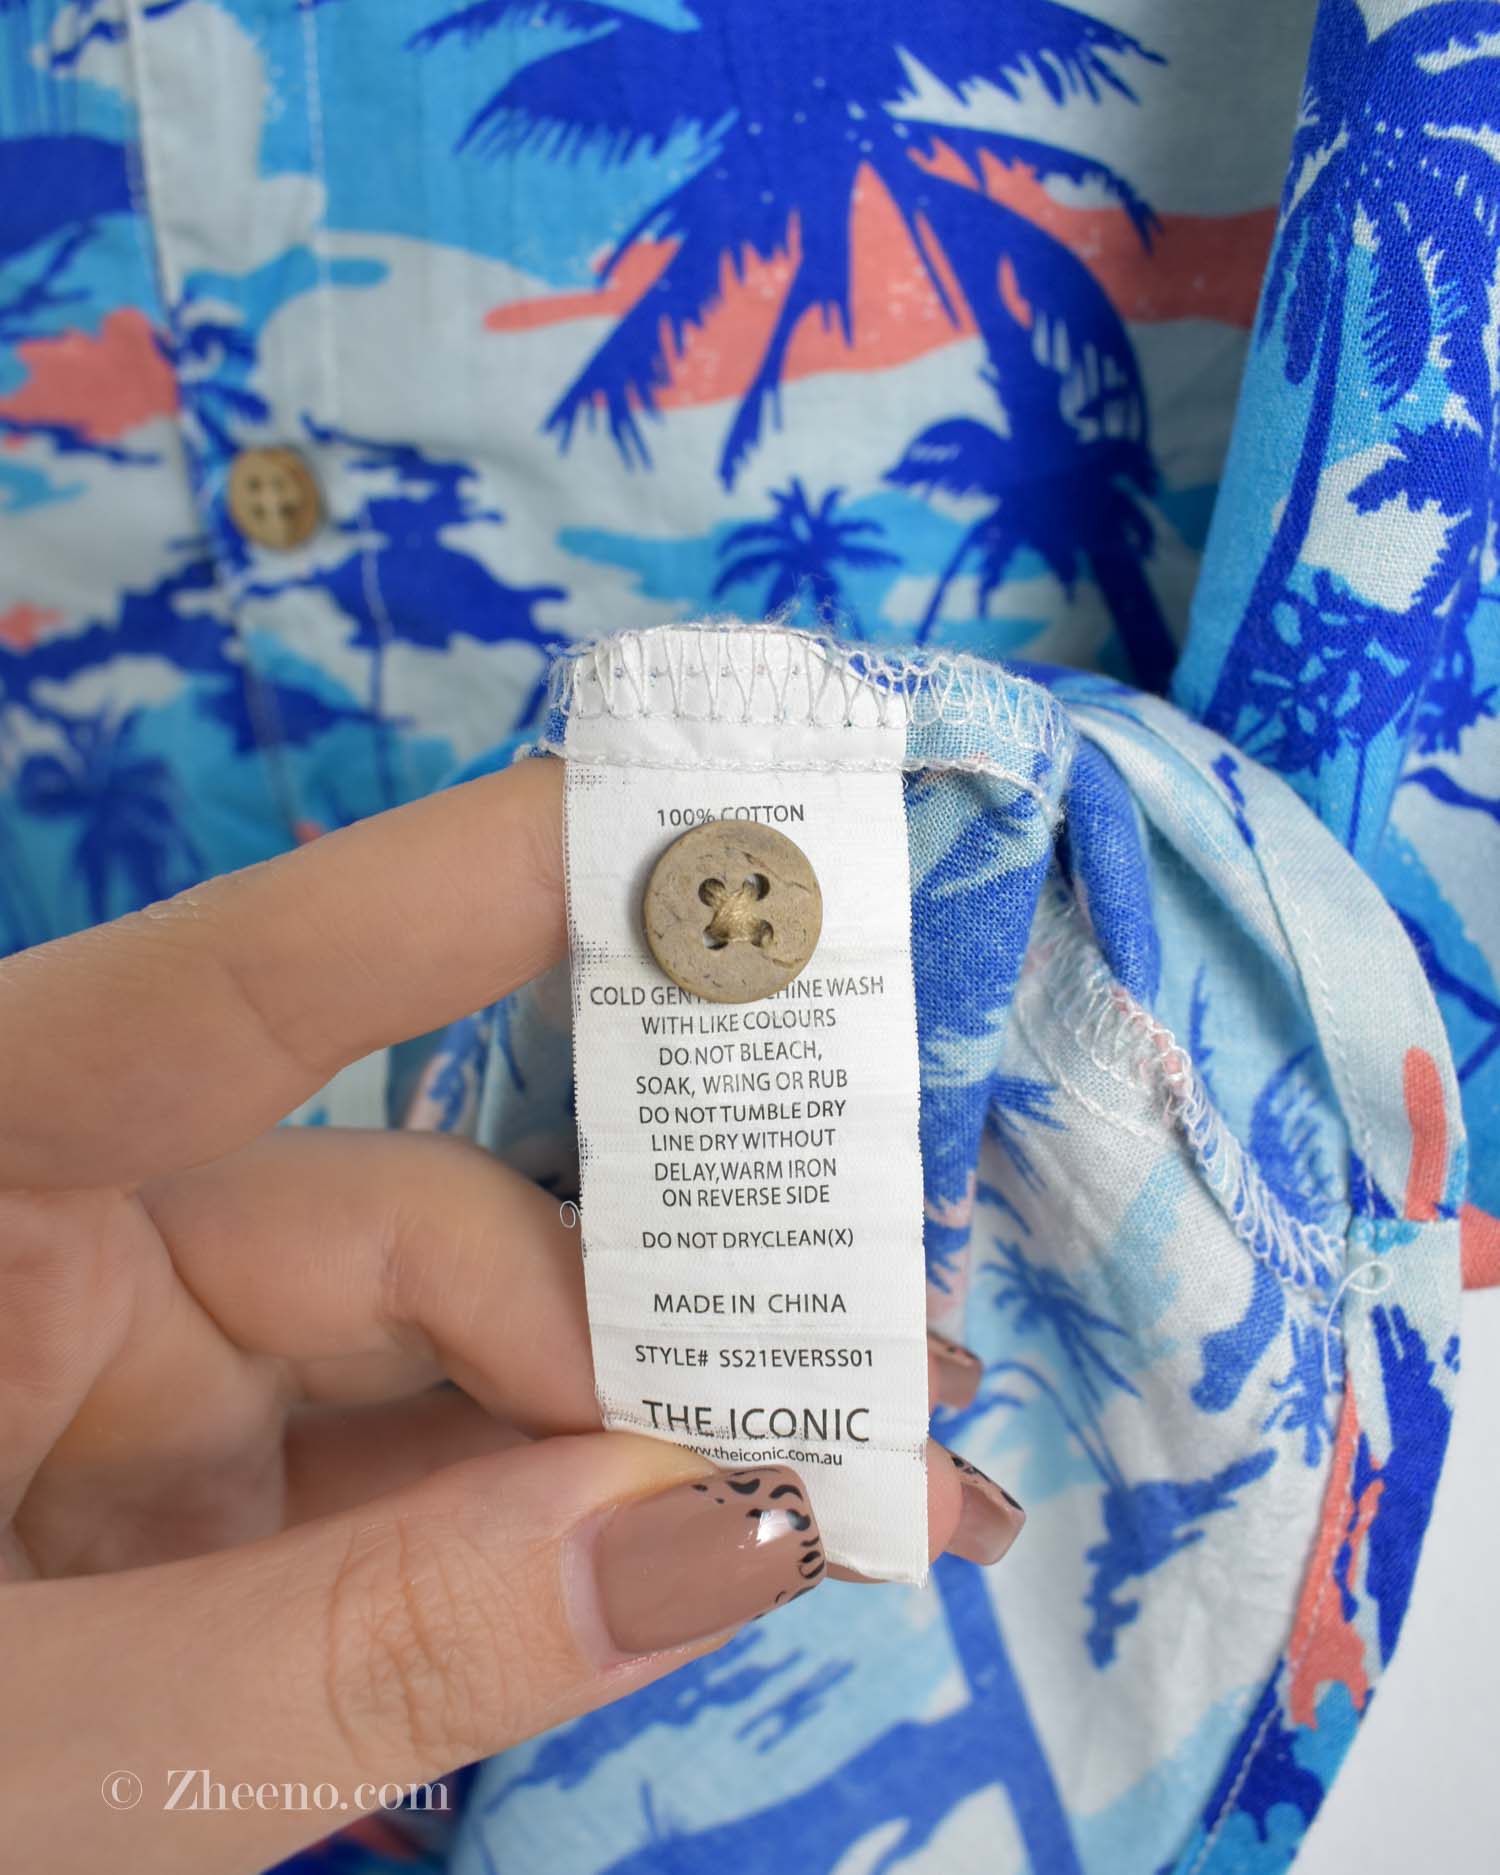 100% COTTON
COLD GENTLE MACHINE WASH
WITH LIKE COLOURS
DO NOT BLEACH,
SOAK, WRING OR RUB
DO NOT TUMBLE DRY
LINE DRY WITHOUT
DELAY,WARM IRON
ON REVERSE SIDE
DO NOT DRYCLEAN(X)
MADE IN CHINA
STYLE# SS21EVERSS01
THE ICONIC
www.theiconic.com.au
© Zheeno.com